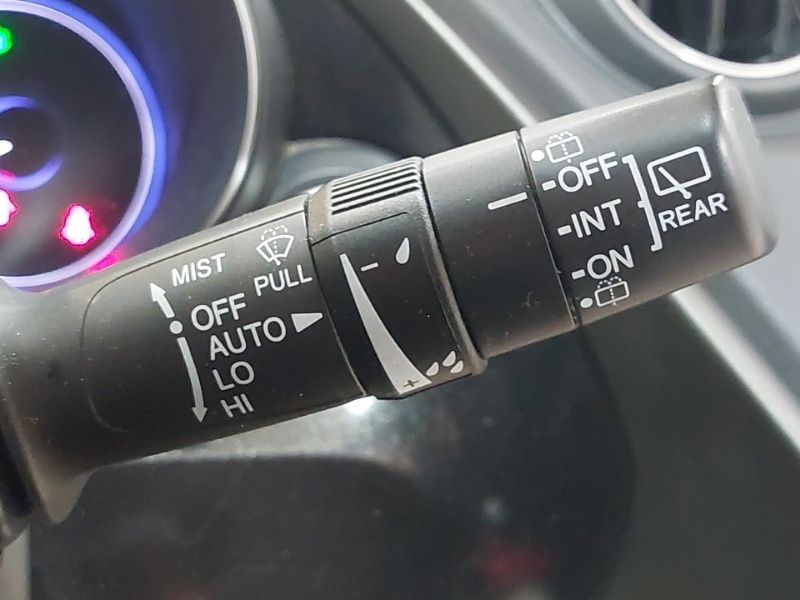 MIST
PULL
OFF
AUTO
LO
HI
- 
+
-OFF
-INT
-ON
REAR